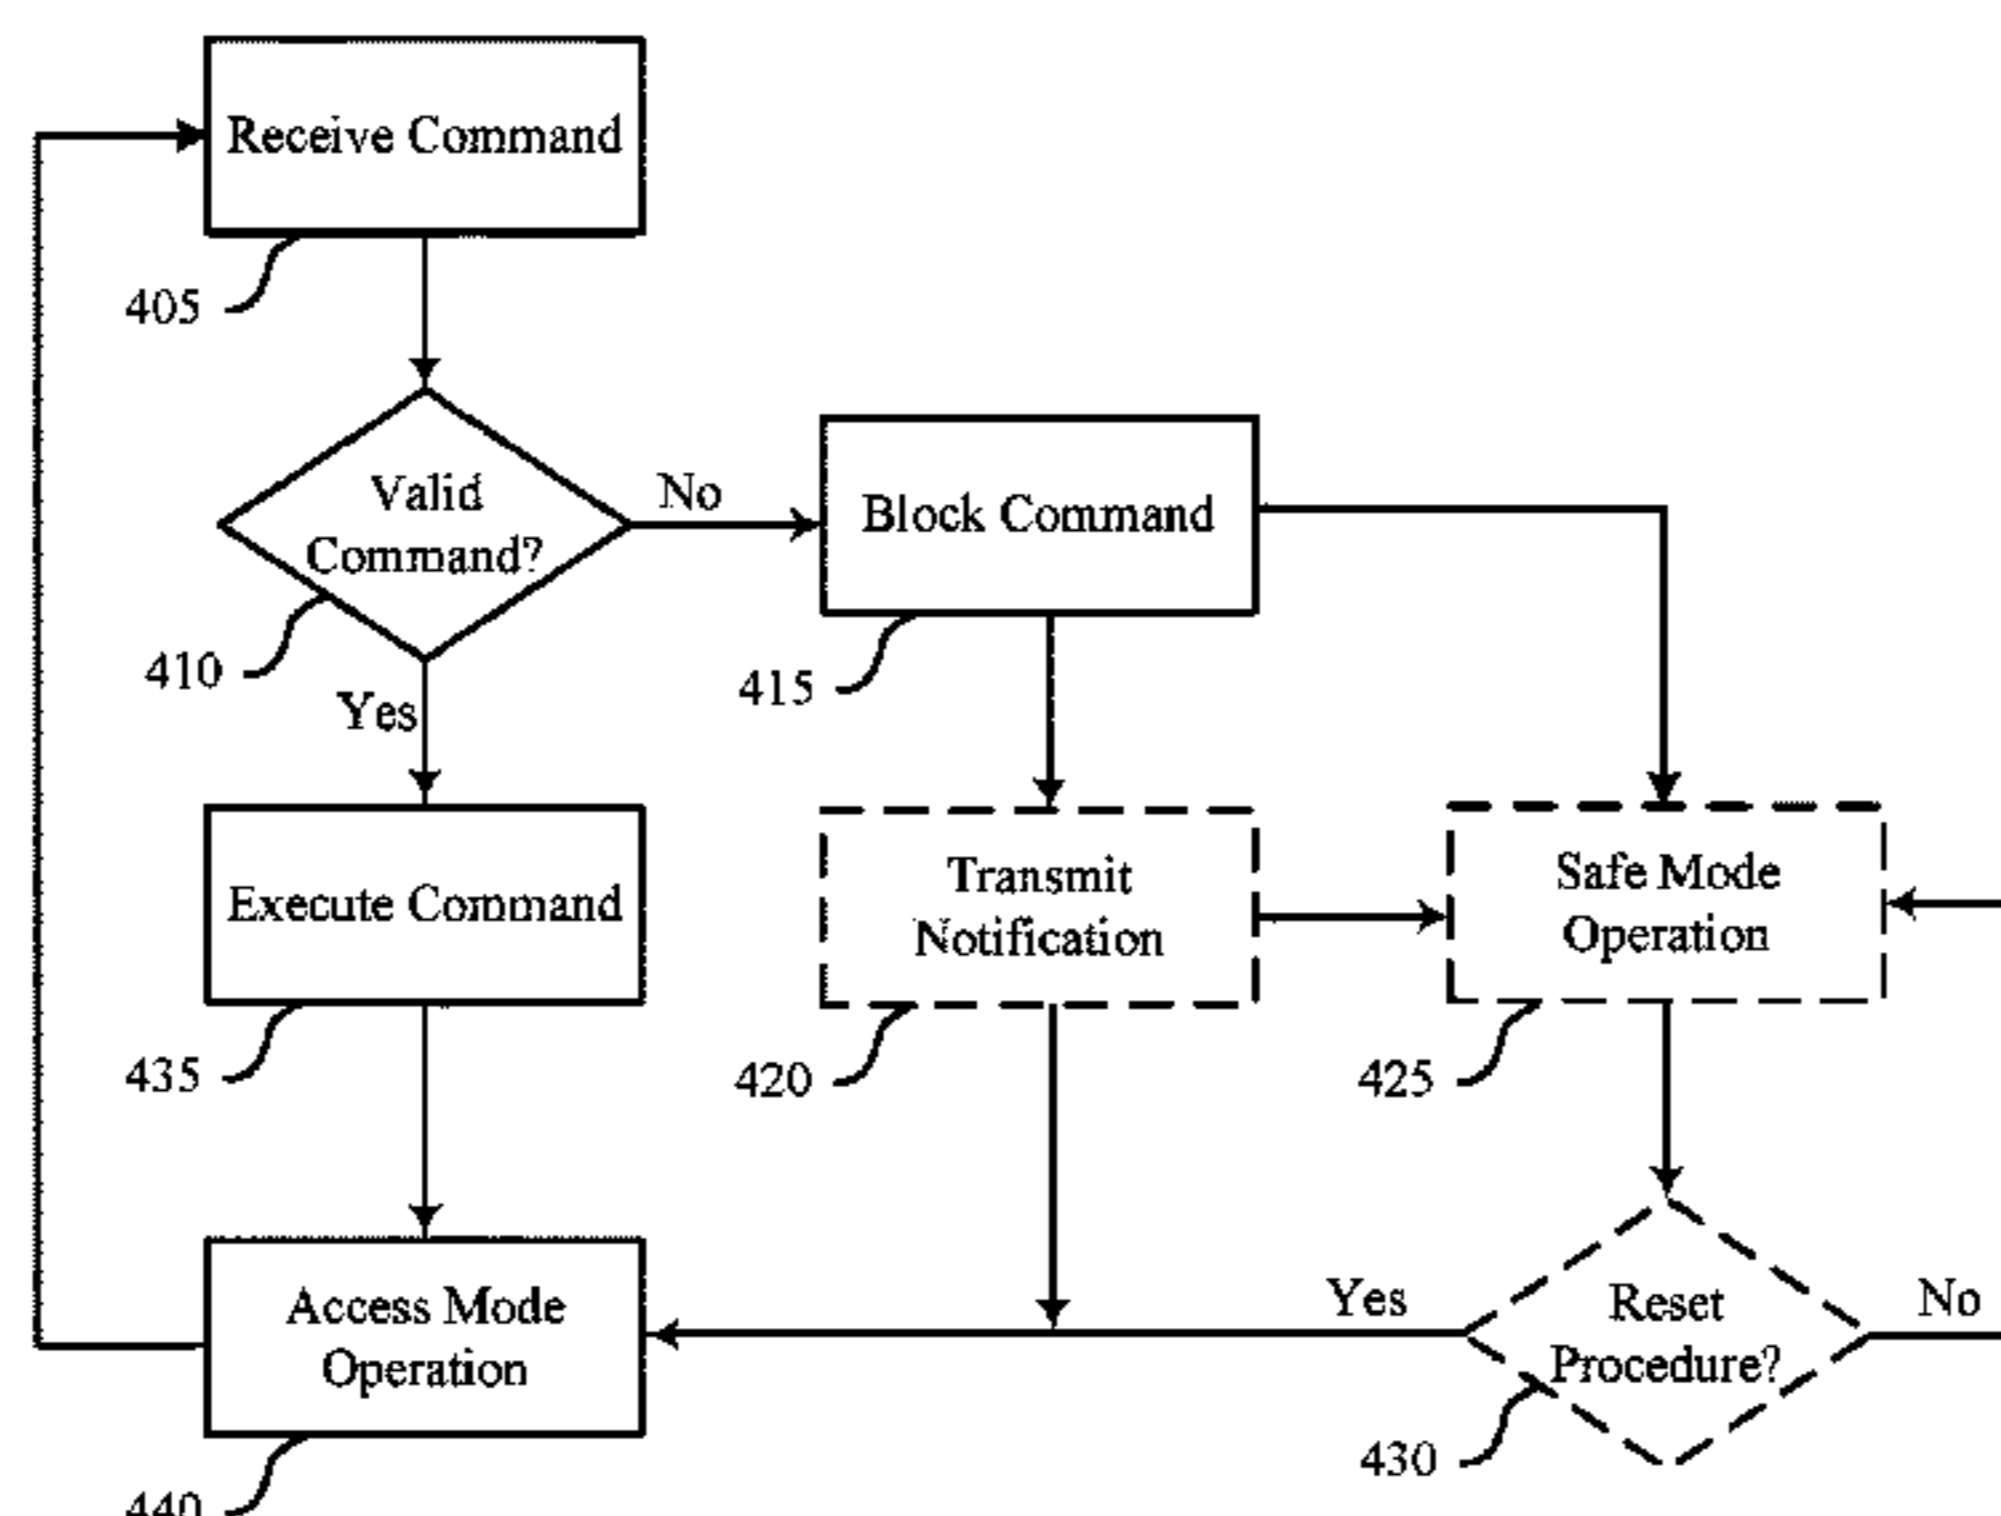 Receive Command
405
Valid
Command?
No
Block Command
410
415
Yes
Execute Command
Transmit
Notification
Safe Mode
Operation
435
420
425
Access Mode
Operation
Yes
Reset
Procedure?
No
430
440